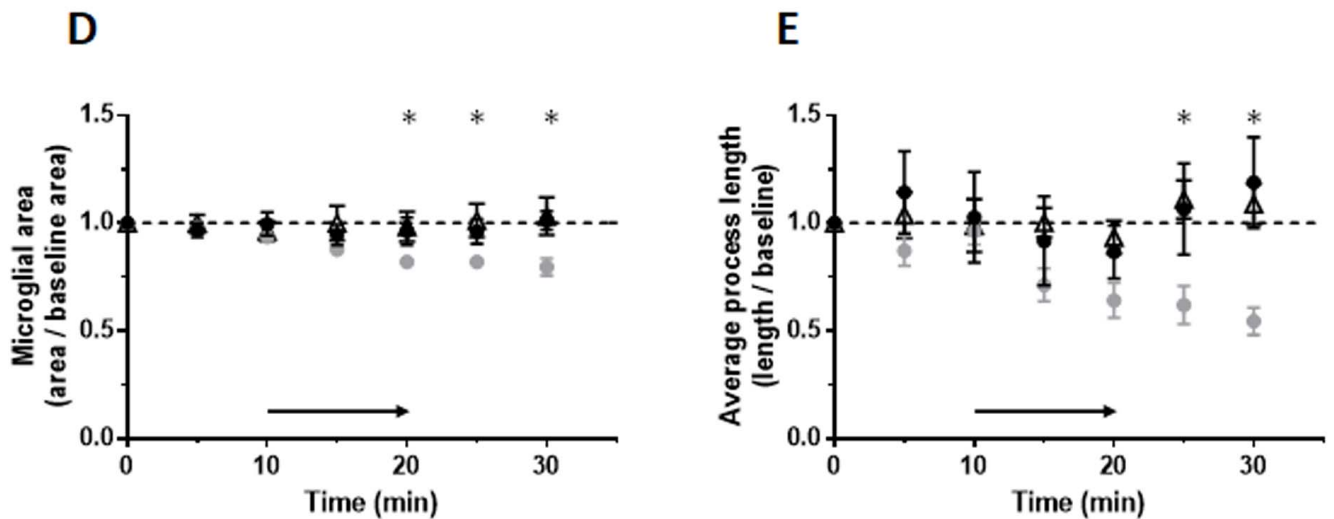 D
Microglial area
(area / baseline area)
1.5
1.0
0.5
0.0
* * *
0 10 20 30
Time (min)
E
Average process length
(length / baseline)
1.5
1.0
0.5
0.0
* *
0 10 20 30
Time (min)